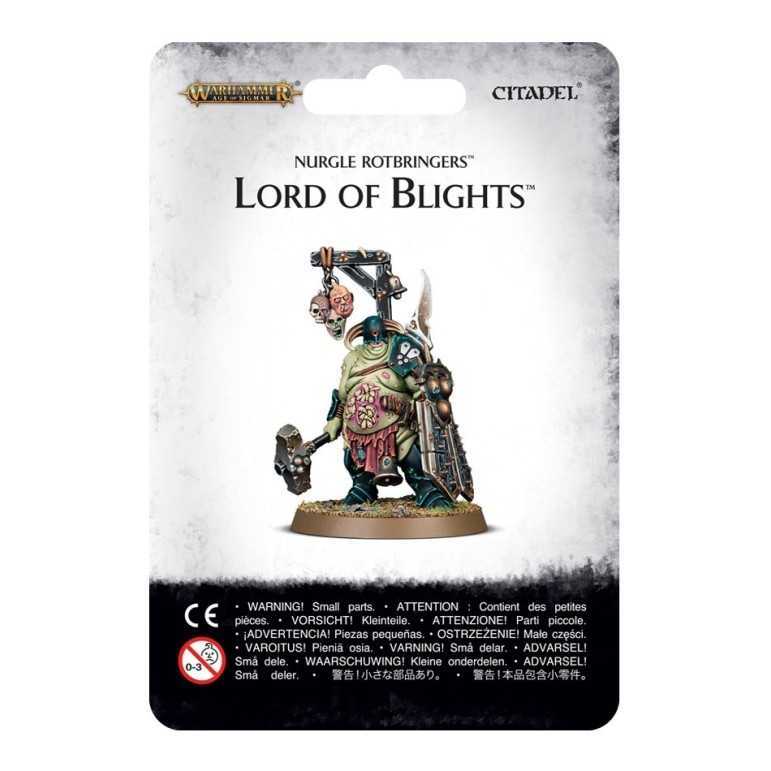 WARHAMMER
AGE OF SIGMAR
CITADEL®
NURGLE ROTBRINGERS™
LORD OF BLIGHTS™
CE
0-3
• WARNING! Small parts. • ATTENTION : Contient des petites
pièces. • VORSICHT! Kleinteile. • ATTENZIONE! Parti piccole.
• ¡ADVERTENCIA! Piezas pequeñas. • OSTRZEŻENIE! Małe części.
• VAROITUS! Pieniä osia. • VARNING! Små delar. • ADVARSEL!
Små dele. • WAARSCHUWING! Kleine onderdelen. • ADVARSEL!
Små deler. • 警告！小さな部品あり。 • 警告！本品包含小零件。